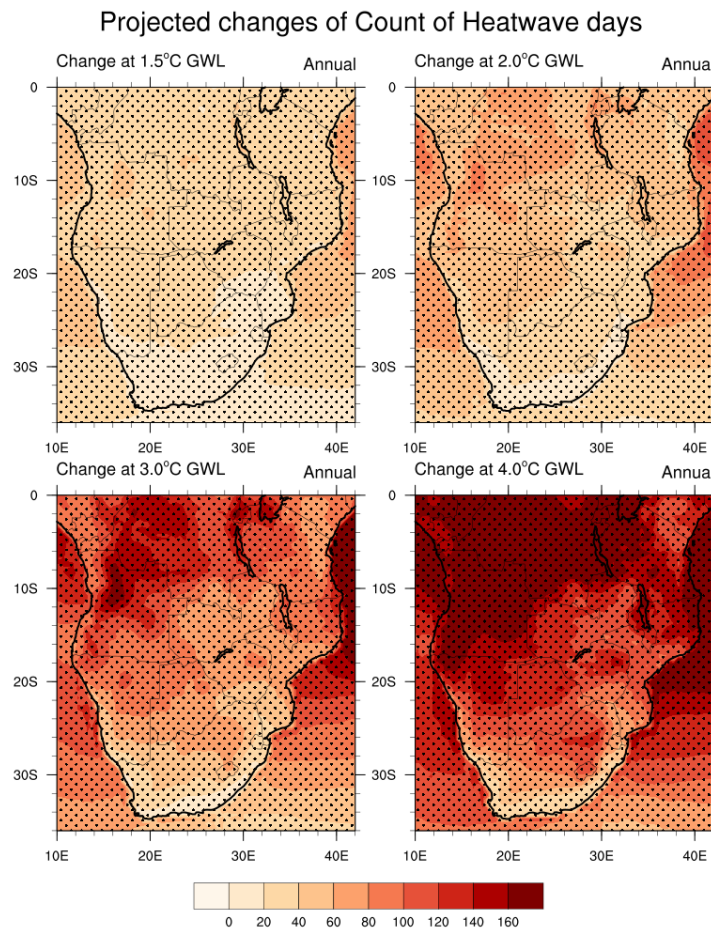 Projected changes of Count of Heatwave days
Change at 1.5°C GWL Annual
Change at 2.0°C GWL Annua
0
10S
20S
30S
10E 20E 30E 40E
0
10S
20S
30S
10E 20E 30E 40E
Change at 3.0°C GWL Annual
Change at 4.0°C GWL Annua
0
10S
20S
30S
10E 20E 30E 40E
0
10S
20S
30S
10E 20E 30E 40E
0 20 40 60 80 100 120 140 160